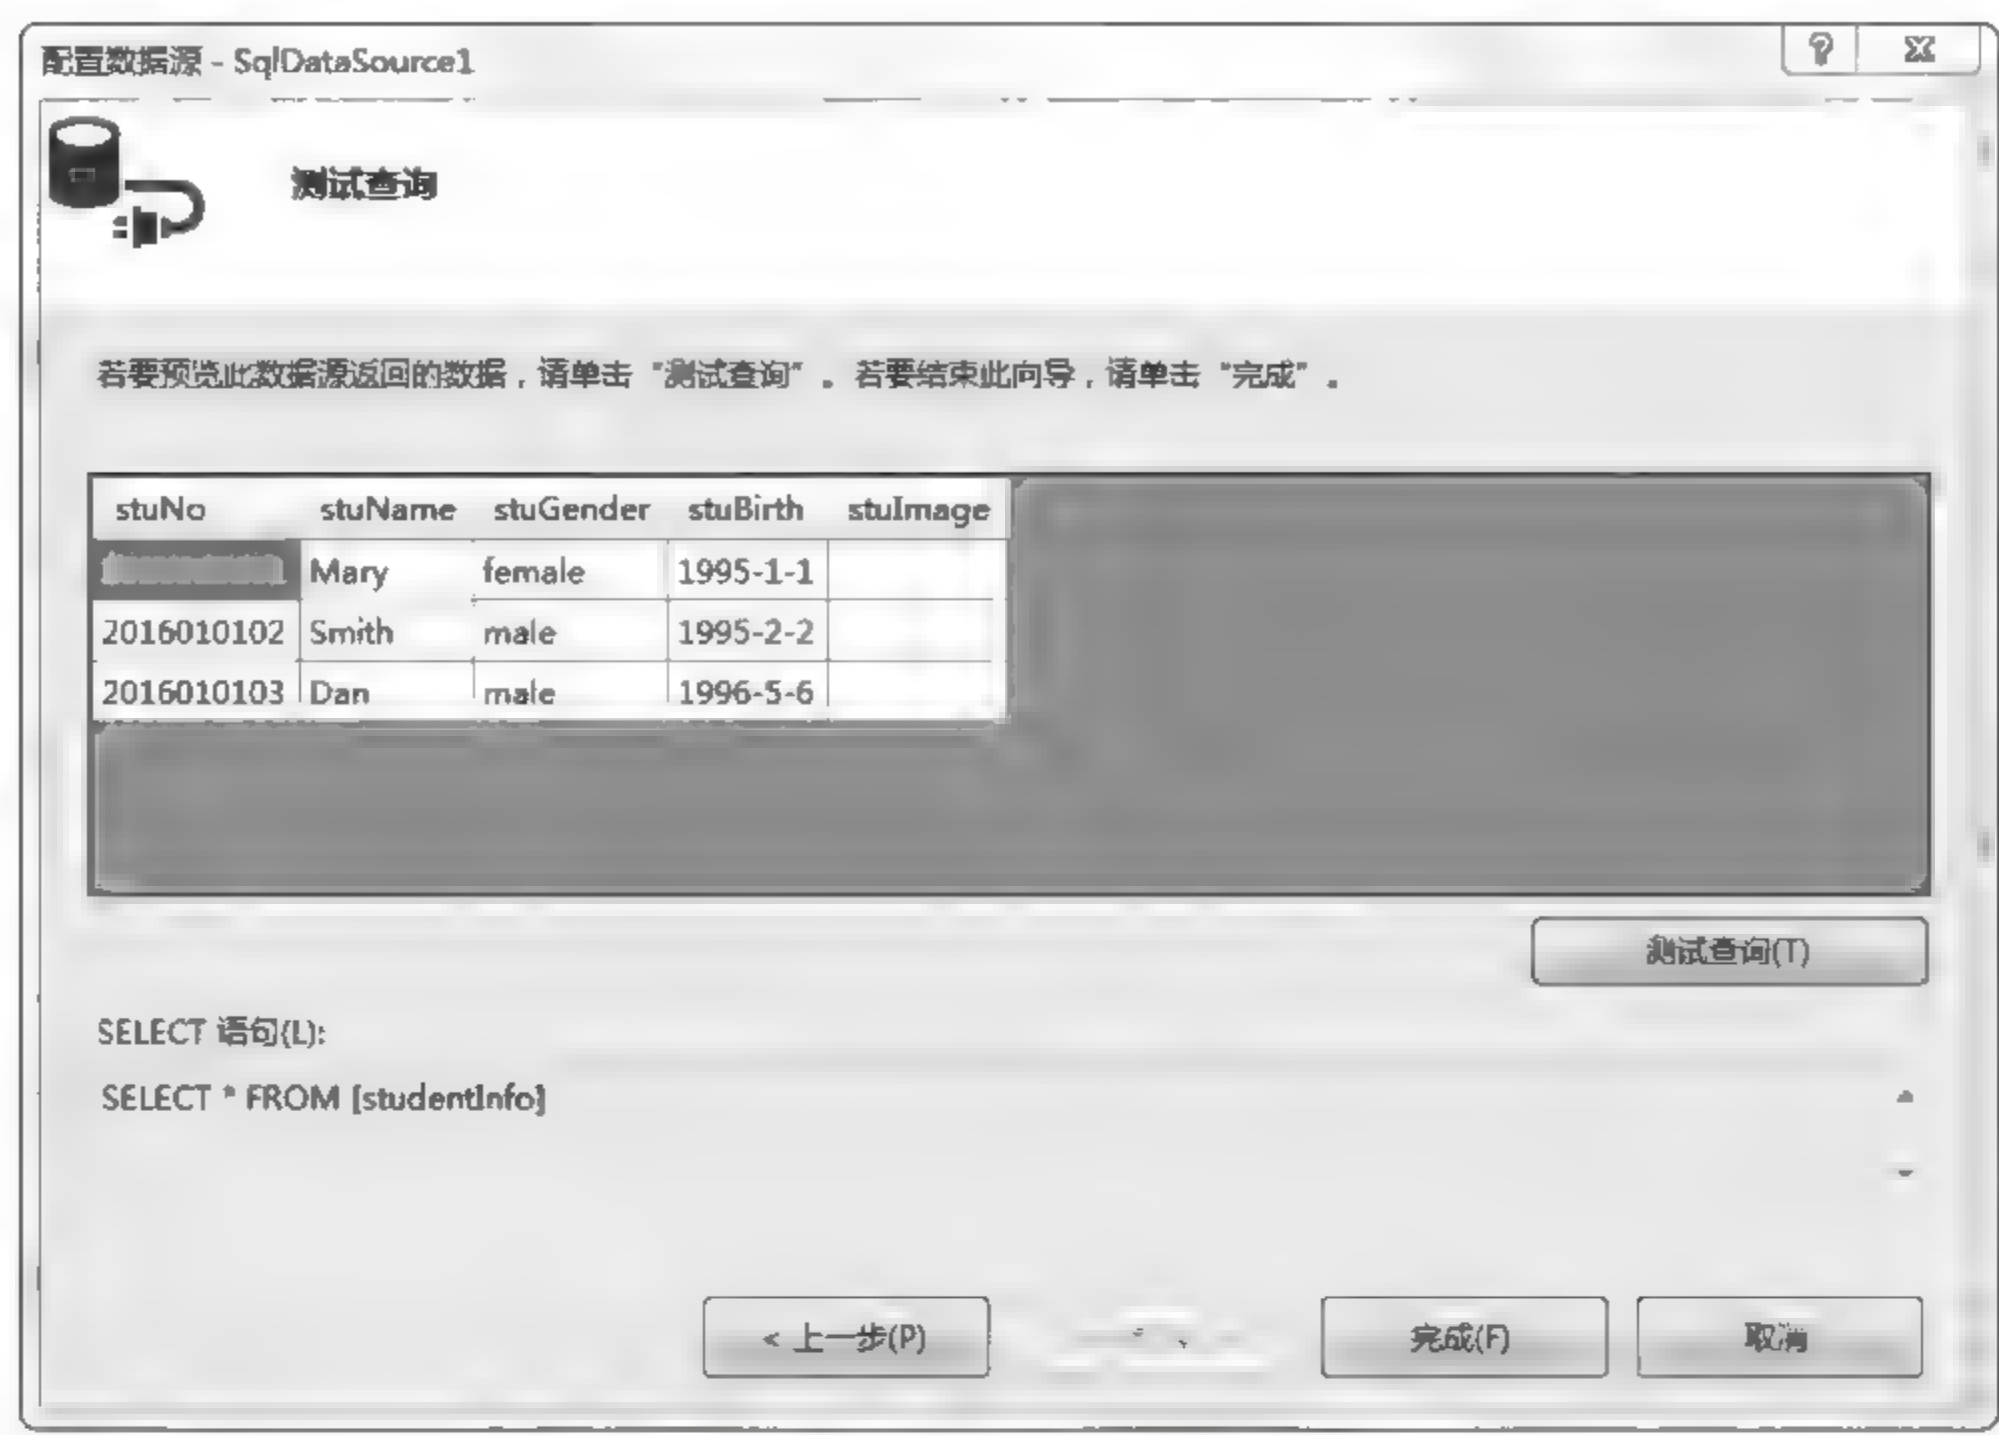 配置数据源 - SqlDataSource1
测试查询
若要预览此数据源返回的数据，请单击“测试查询”。若要结束此向导，请单击“完成”。
stuNo stuName stuGender stuBirth stuImage
Mary female 1995-1-1
2016010102 Smith male 1995-2-2
2016010103 Dan male 1996-5-6
测试查询(T)
SELECT 语句(L):
SELECT * FROM [studentInfo]
< 上一步(P) 完成(F) 取消